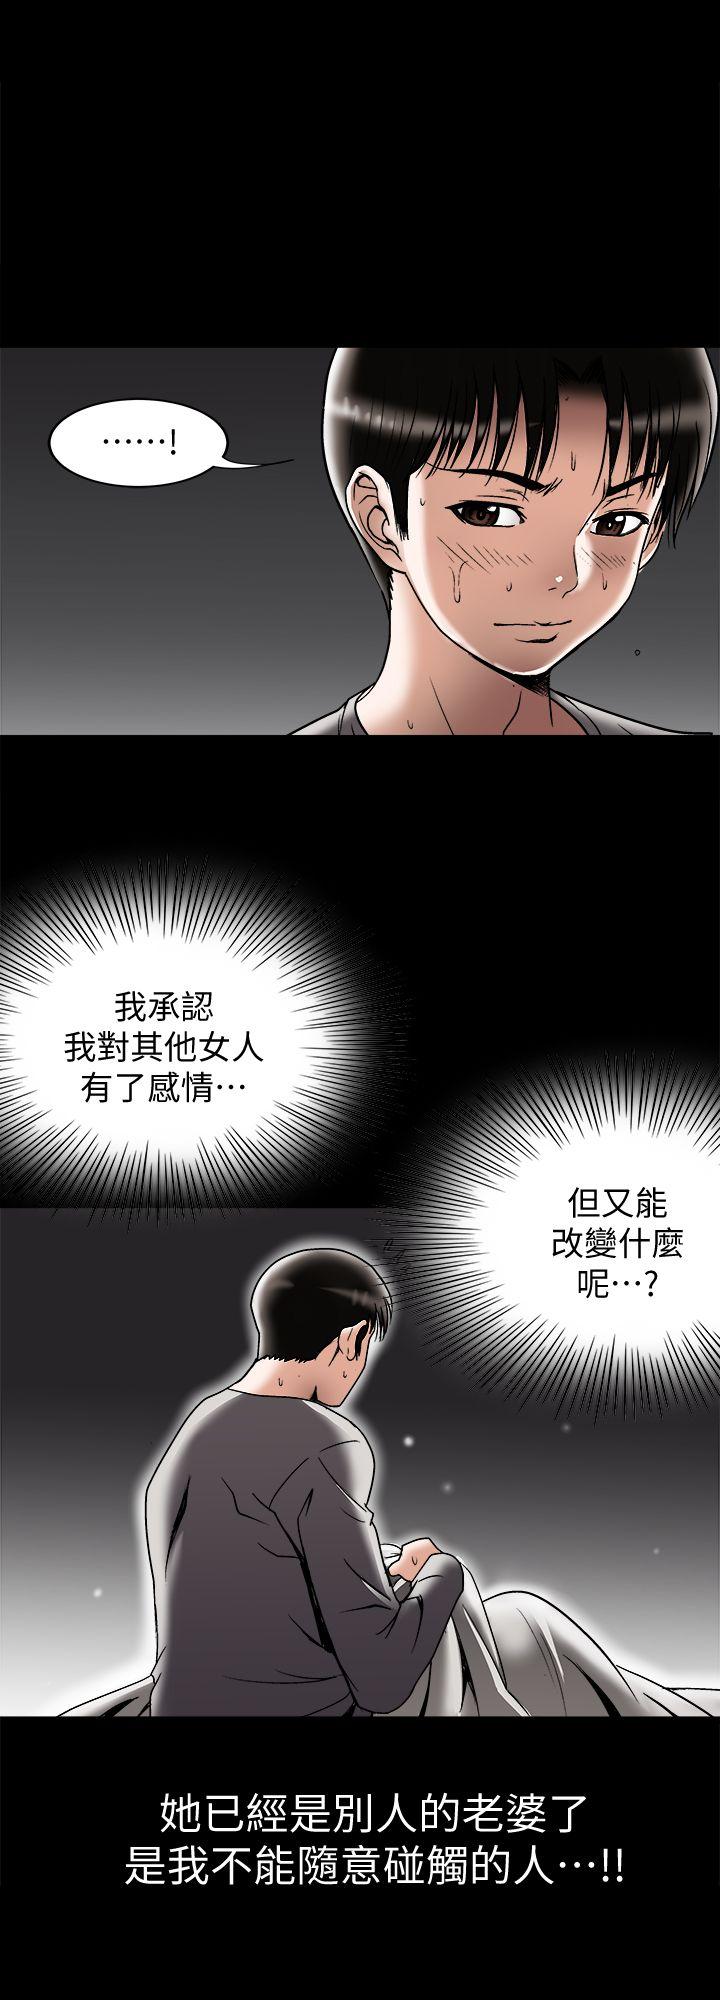 ……!
我承認
我對其他女人
有了感情…
但又能
改變什麼
呢…?
她已經是別人的老婆了
是我不能隨意碰觸的人…!!